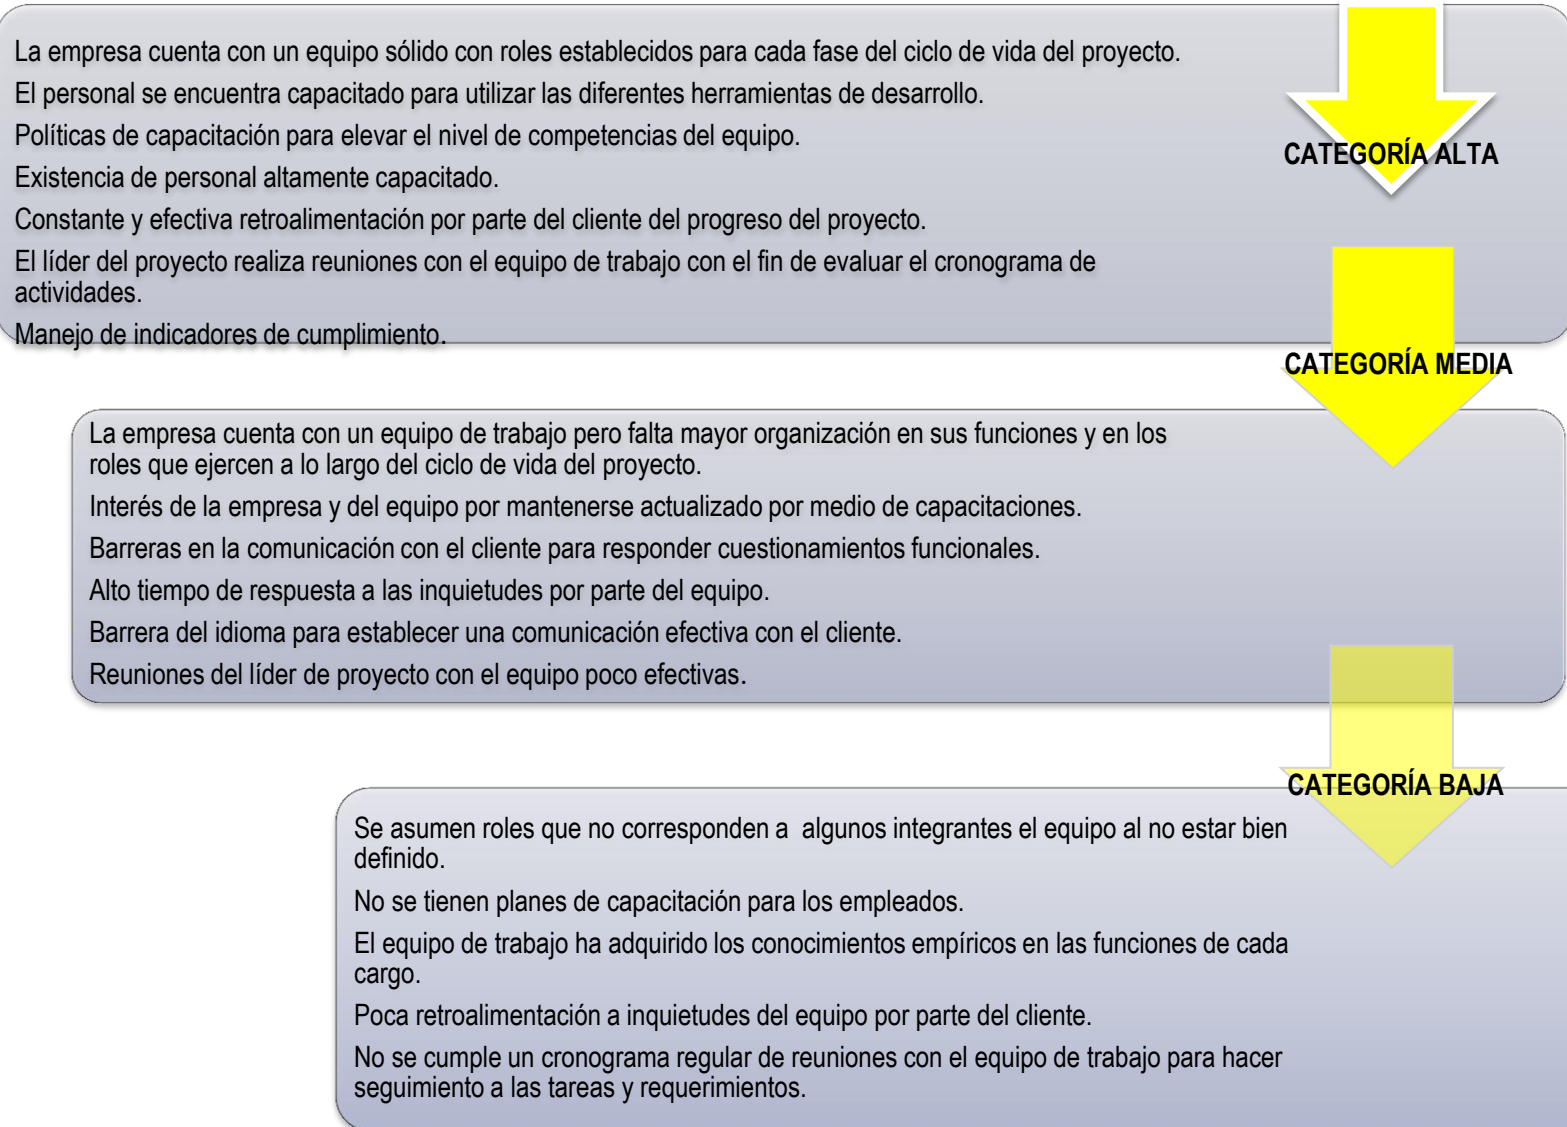 La empresa cuenta con un equipo sólido con roles establecidos para cada fase del ciclo de vida del proyecto.
El personal se encuentra capacitado para utilizar las diferentes herramientas de desarrollo.
Políticas de capacitación para elevar el nivel de competencias del equipo.
Existencia de personal altamente capacitado.
Constante y efectiva retroalimentación por parte del cliente del progreso del proyecto.
El líder del proyecto realiza reuniones con el equipo de trabajo con el fin de evaluar el cronograma de
actividades.
Manejo de indicadores de cumplimiento.
CATEGORÍA ALTA
CATEGORÍA MEDIA
La empresa cuenta con un equipo de trabajo pero falta mayor organización en sus funciones y en los
roles que ejercen a lo largo del ciclo de vida del proyecto.
Interés de la empresa y del equipo por mantenerse actualizado por medio de capacitaciones.
Barreras en la comunicación con el cliente para responder cuestionamientos funcionales.
Alto tiempo de respuesta a las inquietudes por parte del equipo.
Barrera del idioma para establecer una comunicación efectiva con el cliente.
Reuniones del líder de proyecto con el equipo poco efectivas.
CATEGORÍA BAJA
Se asumen roles que no corresponden a  algunos integrantes el equipo al no estar bien
definido.
No se tienen planes de capacitación para los empleados.
El equipo de trabajo ha adquirido los conocimientos empíricos en las funciones de cada
cargo.
Poca retroalimentación a inquietudes del equipo por parte del cliente.
No se cumple un cronograma regular de reuniones con el equipo de trabajo para hacer
seguimiento a las tareas y requerimientos.